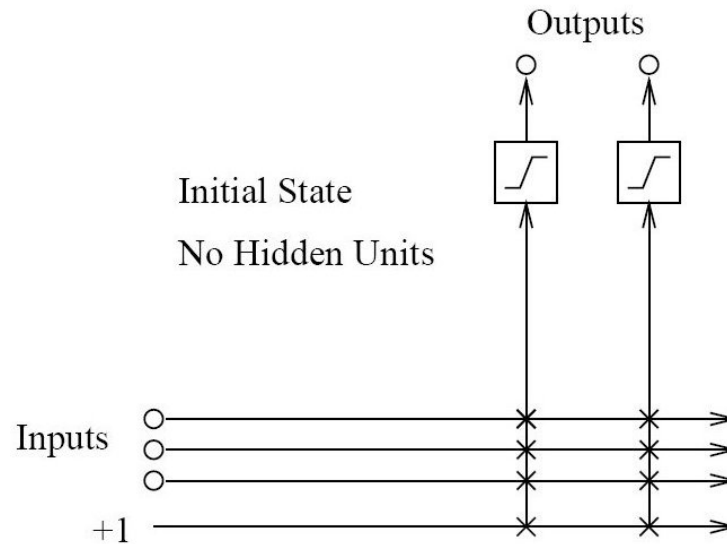 Outputs
Initial State
No Hidden Units
Inputs
+1